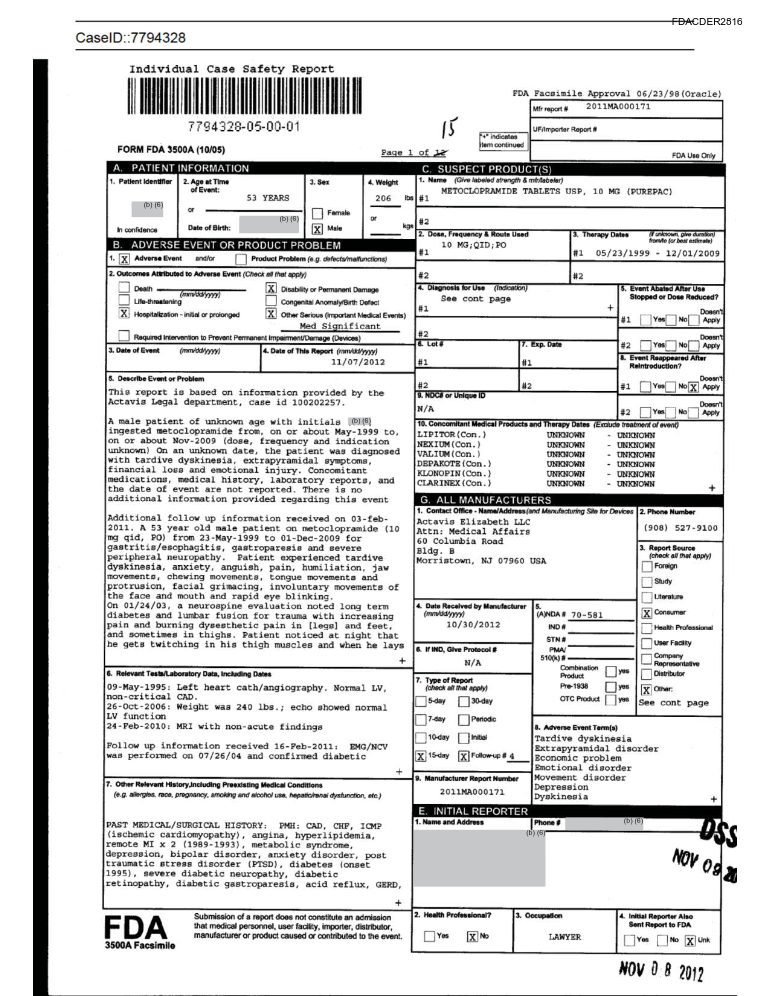 FDACDER2816
CaseID::7794328
Individual Case Safety Report
7794328-05-00-01
FORM FDA 3500A (10/05)
15
Page 1 of 12
"+" indicates
item continued
FDA Facsimile Approval 06/23/98(Oracle)
Mfr report # 2011MA000171
UF/Importer Report #
FDA Use Only
A. PATIENT INFORMATION
1. Patient Identifier
(b) (6)
In confidence
2. Age at Time
of Event:
53 YEARS
or
Date of Birth:
(b) (6)
3. Sex
Female
X Male
4. Weight
206 lbs
or
kgs
B. ADVERSE EVENT OR PRODUCT PROBLEM
1. X Adverse Event and/or Product Problem (e.g. defects/malfunctions)
2. Outcomes Attributed to Adverse Event (Check all that apply)
Death
(mm/dd/yyyy)
Life-threatening
X Hospitalization - initial or prolonged
X Disability or Permanent Damage
Congenital Anomaly/Birth Defect
X Other Serious (Important Medical Events)
Med Significant
Required Intervention to Prevent Permanent Impairment/Damage (Devices)
3. Date of Event (mm/dd/yyyy)
4. Date of This Report (mm/dd/yyyy)
11/07/2012
5. Describe Event or Problem
This report is based on information provided by the
Actavis Legal department, case id 100202257.
A male patient of unknown age with initials (b) (6)
ingested metoclopramide from, on or about May-1999 to,
on or about Nov-2009 (dose, frequency and indication
unknown) On an unknown date, the patient was diagnosed
with tardive dyskinesia, extrapyramidal symptoms,
financial loss and emotional injury. Concomitant
medications, medical history, laboratory reports, and
the date of event are not reported. There is no
additional information provided regarding this event
Additional follow up information received on 03-feb-
2011. A 53 year old male patient on metoclopramide (10
mg qid, PO) from 23-May-1999 to 01-Dec-2009 for
gastritis/esophagitis, gastroparesis and severe
peripheral neuropathy. Patient experienced tardive
dyskinesia, anxiety, anguish, pain, humiliation, jaw
movements, chewing movements, tongue movements and
protrusion, facial grimacing, involuntary movements of
the face and mouth and rapid eye blinking.
On 01/24/03, a neurospine evaluation noted long term
diabetes and lumbar fusion for trauma with increasing
pain and burning dysesthetic pain in [legs] and feet,
and sometimes in thighs. Patient noticed at night that
he gets twitching in his thigh muscles and when he lays
+
6. Relevant Tests/Laboratory Data, Including Dates
09-May-1995: Left heart cath/angiography. Normal LV,
non-critical CAD.
26-Oct-2006: Weight was 240 lbs.; echo showed normal
LV function
24-Feb-2010: MRI with non-acute findings
Follow up information received 16-Feb-2011: EMG/NCV
was performed on 07/26/04 and confirmed diabetic
+
7. Other Relevant History,Including Preexisting Medical Conditions
(e.g. allergies, race, pregnancy, smoking and alcohol use, hepatic/renal dysfunction, etc.)
PAST MEDICAL/SURGICAL HISTORY: PMH: CAD, CHF, ICMP
(ischemic cardiomyopathy), angina, hyperlipidemia,
remote MI x 2 (1989-1993), metabolic syndrome,
depression, bipolar disorder, anxiety disorder, post
traumatic stress disorder (PTSD), diabetes (onset
1995), severe diabetic neuropathy, diabetic
retinopathy, diabetic gastroparesis, acid reflux, GERD,
+
C. SUSPECT PRODUCT(S)
1. Name (Give labeled strength & mfr/labeler)
METOCLOPRAMIDE TABLETS USP, 10 MG (PUREPAC)
#1
#2
2. Dose, Frequency & Route Used
#1 10 MG;QID;PO
#2
3. Therapy Dates (if unknown, give duration)
from/to (or best estimate)
#1 05/23/1999 - 12/01/2009
#2
4. Diagnosis for Use (Indication)
See cont page
#1 +
#2
5. Event Abated After Use
Stopped or Dose Reduced?
#1 Yes No Doesn't Apply
#2 Yes No Doesn't Apply
6. Lot #
#1
#2
7. Exp. Date
#1
#2
8. Event Reappeared After
Reintroduction?
#1 Yes No X Doesn't Apply
#2 Yes No Doesn't Apply
9. NDC# or Unique ID
N/A
10. Concomitant Medical Products and Therapy Dates (Exclude treatment of event)
LIPITOR(Con.) UNKNOWN - UNKNOWN
NEXIUM(Con.) UNKNOWN - UNKNOWN
VALIUM(Con.) UNKNOWN - UNKNOWN
DEPAKOTE(Con.) UNKNOWN - UNKNOWN
KLONOPIN(Con.) UNKNOWN - UNKNOWN
CLARINEX(Con.) UNKNOWN - UNKNOWN
+
G. ALL MANUFACTURERS
1. Contact Office - Name/Address(and Manufacturing Site for Devices
Actavis Elizabeth LLC
Attn: Medical Affairs
60 Columbia Road
Bldg. B
Morristown, NJ 07960 USA
2. Phone Number
(908) 527-9100
3. Report Source
(check all that apply)
Foreign
Study
Literature
X Consumer
Health Professional
User Facility
Company
Representative
Distributor
X Other:
See cont page
4. Date Received by Manufacturer
(mm/dd/yyyy)
10/30/2012
5.
(A)NDA # 70-581
IND #
STN #
PMA/
510(k) #
Combination
Product yes
Pre-1938 yes
OTC Product yes
6. If IND, Give Protocol #
N/A
7. Type of Report
(check all that apply)
5-day 30-day
7-day Periodic
10-day Initial
X 15-day X Follow-up # 4
8. Adverse Event Term(s)
Tardive dyskinesia
Extrapyramidal disorder
Economic problem
Emotional disorder
Movement disorder
Depression
Dyskinesia
+
9. Manufacturer Report Number
2011MA000171
E. INITIAL REPORTER
1. Name and Address
Phone #
(b) (6)
(b) (6)
DSS
NOV 09 20
2. Health Professional?
Yes X No
3. Occupation
LAWYER
4. Initial Reporter Also
Sent Report to FDA
Yes No X Unk
FDA
3500A Facsimile
Submission of a report does not constitute an admission
that medical personnel, user facility, importer, distributor,
manufacturer or product caused or contributed to the event.
NOV 08 2012